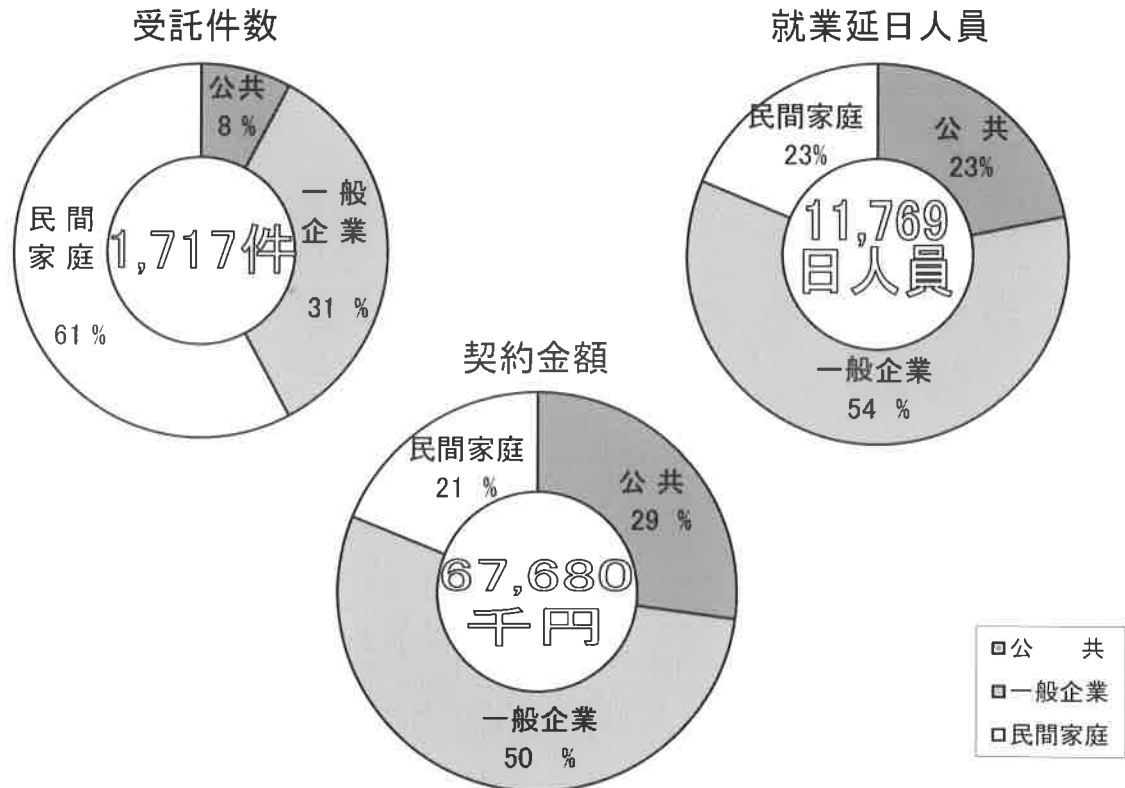 受託件数
公共
8 %
一般
企業
31 %
民間
家庭
61 %
1,717件
就業延日人員
民間家庭
23%
公共
23%
11,769
日人員
一般企業
54 %
契約金額
民間家庭
21 %
公共
29 %
67,680
千円
一般企業
50 %
公　共
一般企業
民間家庭